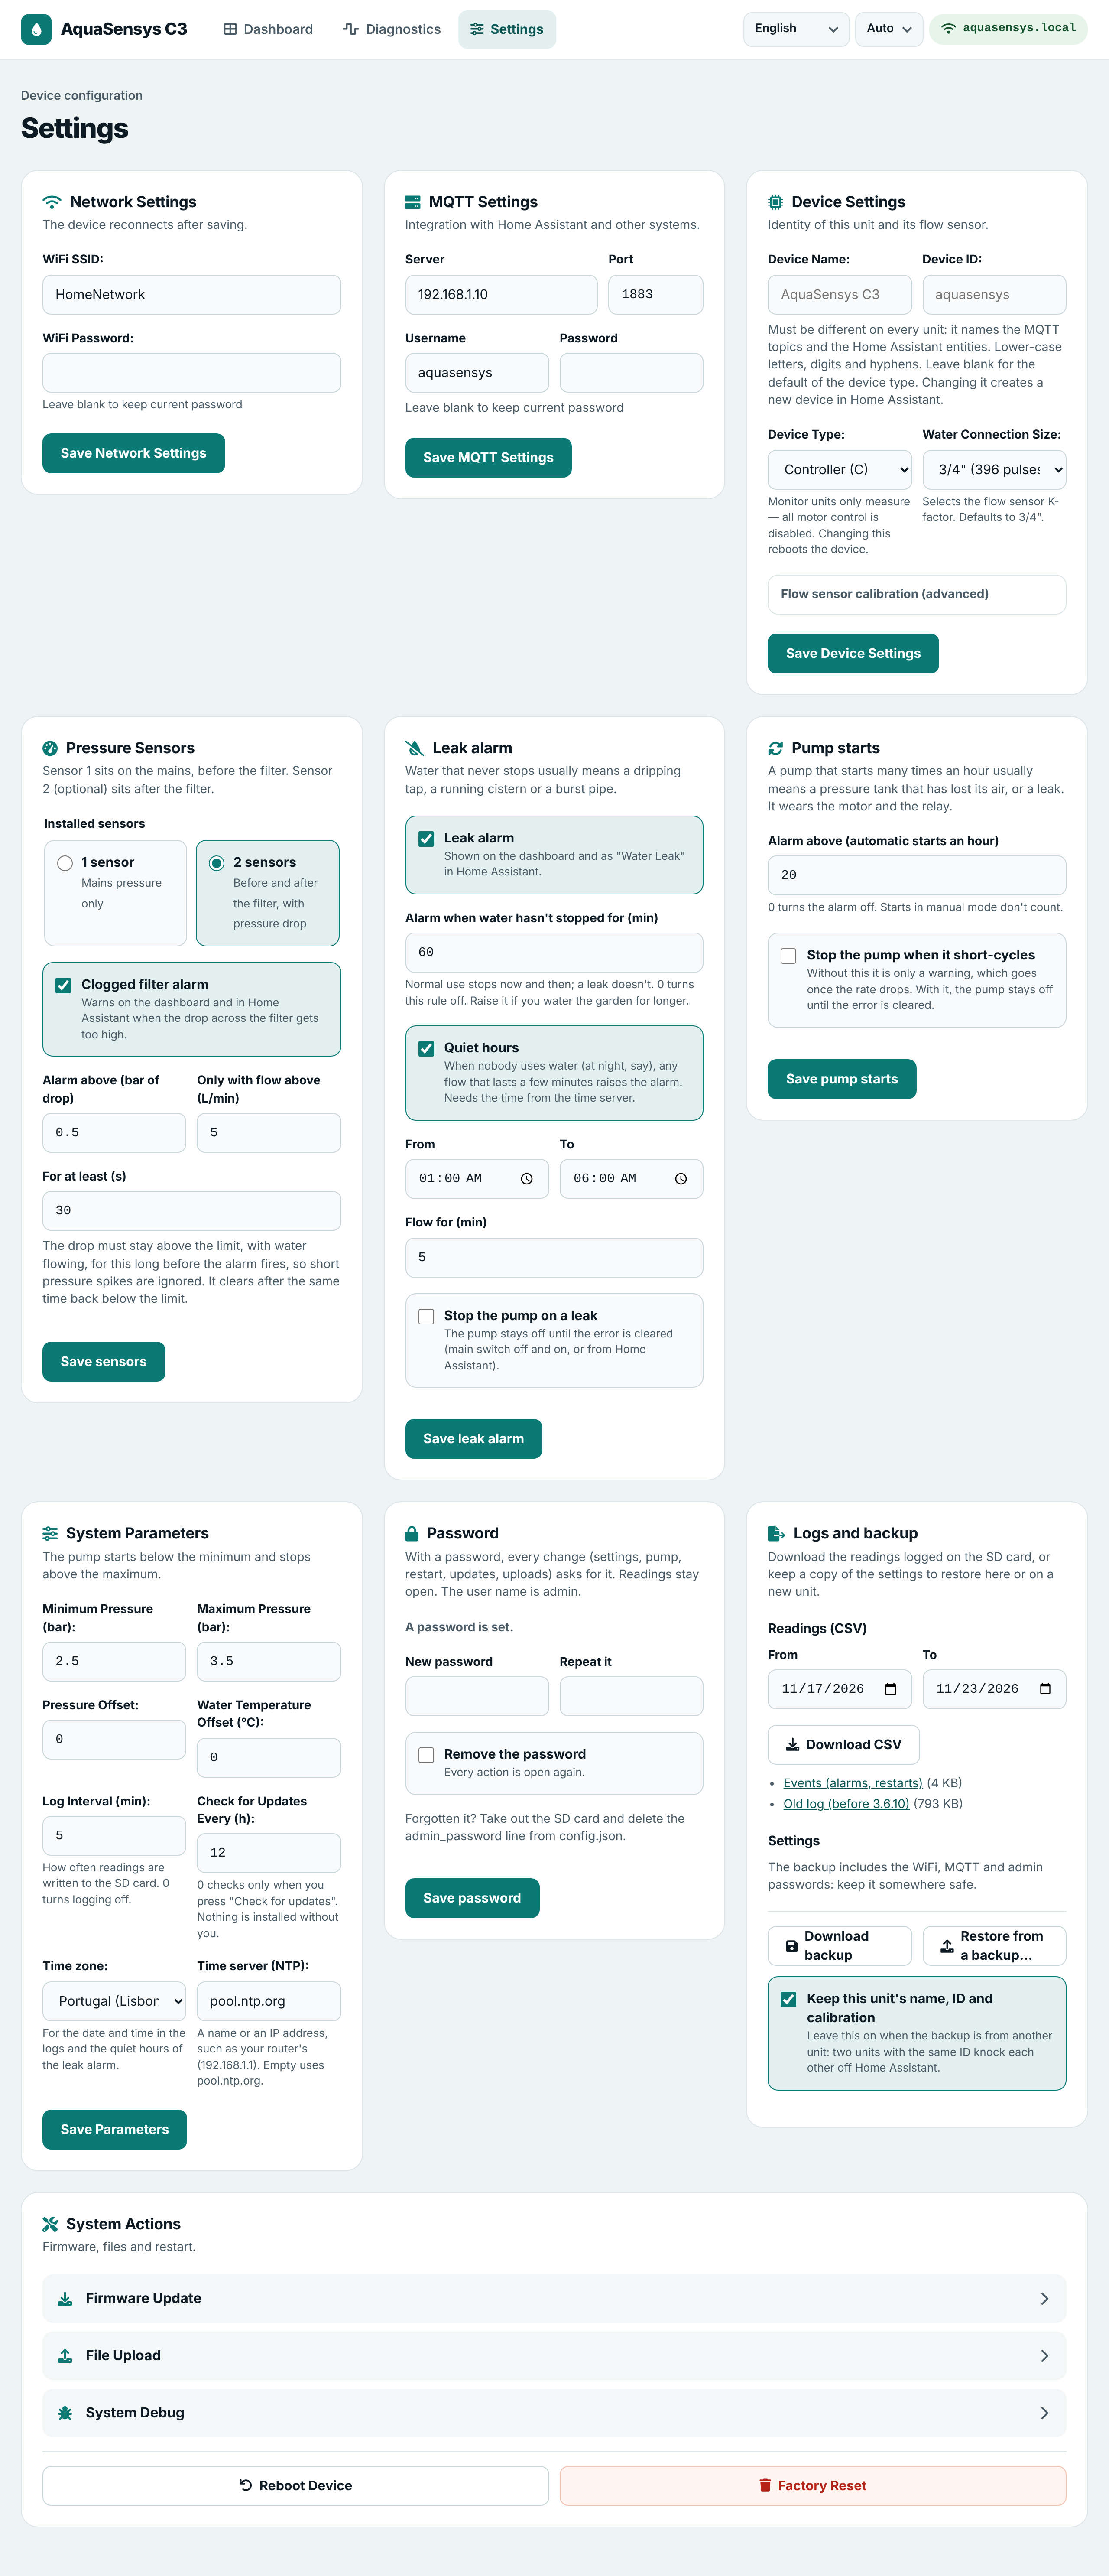 AquaSensys C3
Dashboard
Diagnostics
Settings
English
Auto
aquasensys.local
Device configuration
Settings
Network Settings
The device reconnects after saving.
WiFi SSID:
HomeNetwork
WiFi Password:
Leave blank to keep current password
Save Network Settings
MQTT Settings
Integration with Home Assistant and other systems.
Server Port
192.168.1.10 1883
Username Password
aquasensys
Leave blank to keep current password
Save MQTT Settings
Device Settings
Identity of this unit and its flow sensor.
Device Name: Device ID:
AquaSensys C3 aquasensys
Must be different on every unit: it names the MQTT
topics and the Home Assistant entities. Lower-case
letters, digits and hyphens. Leave blank for the
default of the device type. Changing it creates a
new device in Home Assistant.
Device Type: Water Connection Size:
Controller (C) 3/4" (396 pulses
Monitor units only measure
— all motor control is
disabled. Changing this
reboots the device.
Selects the flow sensor K-
factor. Defaults to 3/4".
Flow sensor calibration (advanced)
Save Device Settings
Pressure Sensors
Sensor 1 sits on the mains, before the filter. Sensor
2 (optional) sits after the filter.
Installed sensors
1 sensor
Mains pressure
only
2 sensors
Before and after
the filter, with
pressure drop
Clogged filter alarm
Warns on the dashboard and in Home
Assistant when the drop across the filter gets
too high.
Alarm above (bar of
drop)
Only with flow above
(L/min)
0.5 5
For at least (s)
30
The drop must stay above the limit, with water
flowing, for this long before the alarm fires, so short
pressure spikes are ignored. It clears after the same
time back below the limit.
Save sensors
Leak alarm
Water that never stops usually means a dripping
tap, a running cistern or a burst pipe.
Leak alarm
Shown on the dashboard and as "Water Leak"
in Home Assistant.
Alarm when water hasn't stopped for (min)
60
Normal use stops now and then; a leak doesn't. 0 turns
this rule off. Raise it if you water the garden for longer.
Quiet hours
When nobody uses water (at night, say), any
flow that lasts a few minutes raises the alarm.
Needs the time from the time server.
From To
01:00 AM 06:00 AM
Flow for (min)
5
Stop the pump on a leak
The pump stays off until the error is cleared
(main switch off and on, or from Home
Assistant).
Save leak alarm
Pump starts
A pump that starts many times an hour usually
means a pressure tank that has lost its air, or a leak.
It wears the motor and the relay.
Alarm above (automatic starts an hour)
20
0 turns the alarm off. Starts in manual mode don't count.
Stop the pump when it short-cycles
Without this it is only a warning, which goes
once the rate drops. With it, the pump stays off
until the error is cleared.
Save pump starts
System Parameters
The pump starts below the minimum and stops
above the maximum.
Minimum Pressure
(bar):
Maximum Pressure
(bar):
2.5 3.5
Pressure Offset:
0
Water Temperature
Offset (°C):
0
Log Interval (min):
5
How often readings are
written to the SD card. 0
turns logging off.
Check for Updates
Every (h):
12
0 checks only when you
press "Check for updates".
Nothing is installed without
you.
Time zone: Time server (NTP):
Portugal (Lisbon pool.ntp.org
For the date and time in the
logs and the quiet hours of
the leak alarm.
A name or an IP address,
such as your router's
(192.168.1.1). Empty uses
pool.ntp.org.
Save Parameters
Password
With a password, every change (settings, pump,
restart, updates, uploads) asks for it. Readings stay
open. The user name is admin.
A password is set.
New password Repeat it
Remove the password
Every action is open again.
Forgotten it? Take out the SD card and delete the
admin_password line from config.json.
Save password
Logs and backup
Download the readings logged on the SD card, or
keep a copy of the settings to restore here or on a
new unit.
Readings (CSV)
From To
11/17/2026 11/23/2026
Download CSV
• Events (alarms, restarts) (4 KB)
• Old log (before 3.6.10) (793 KB)
Settings
The backup includes the WiFi, MQTT and admin
passwords: keep it somewhere safe.
Download
backup
Restore from
a backup...
Keep this unit's name, ID and
calibration
Leave this on when the backup is from another
unit: two units with the same ID knock each
other off Home Assistant.
System Actions
Firmware, files and restart.
Firmware Update
File Upload
System Debug
Reboot Device
Factory Reset